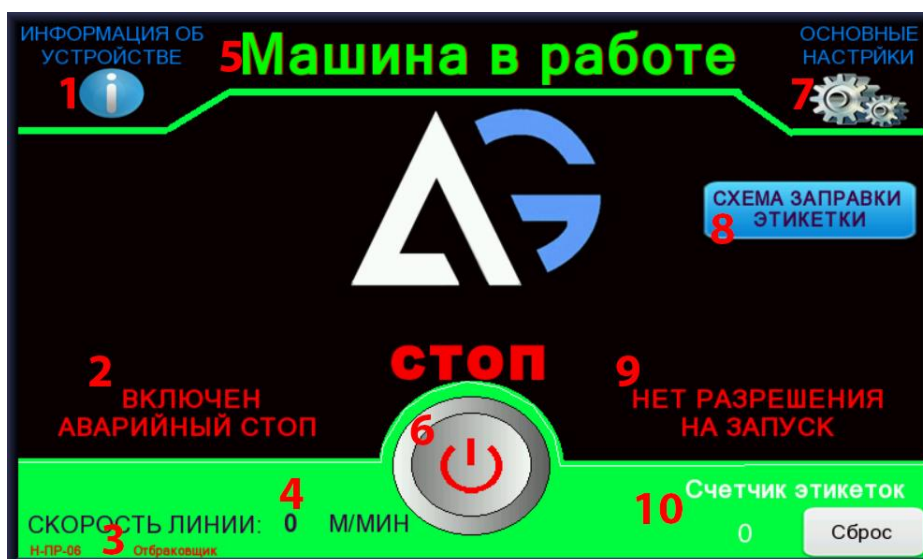 ИНФОРМАЦИЯ ОБ
УСТРОЙСТВЕ
1
5
Машина в работе
ОСНОВНЫЕ
НАСТРЙКИ
7
AG
СХЕМА ЗАПРАВКИ
ЭТИКЕТКИ
8
стоп
2
ВКЛЮЧЕН
АВАРИЙНЫЙ СТОП
9
НЕТ РАЗРЕШЕНИЯ
НА ЗАПУСК
6
4
СКОРОСТЬ ЛИНИИ: 0 М/МИН
Н-ПР-06 3 Отбраковщик
10
Счетчик этикеток
0 Сброс